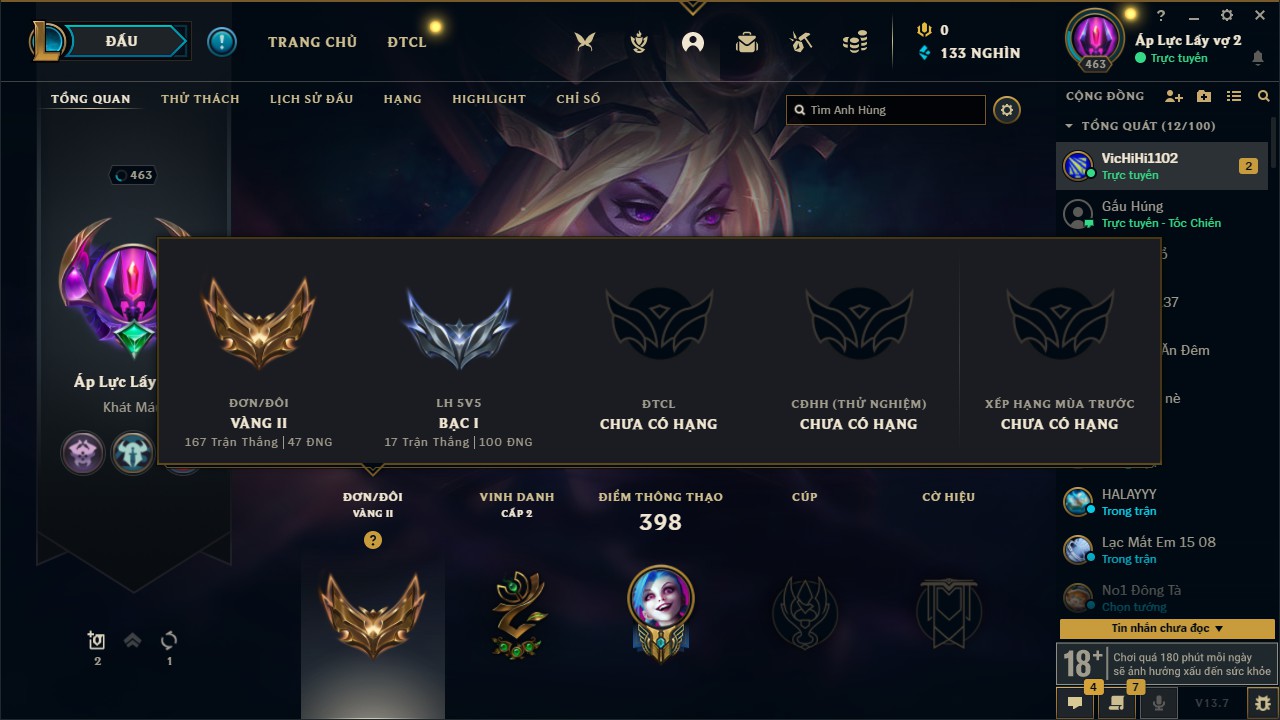 ĐẤU
TRANG CHỦ
ĐTCL
0
133 NGHÌN
463
?
Áp Lực Lấy vợ 2
Trực tuyến
TỔNG QUAN
THỬ THÁCH
LỊCH SỬ ĐẤU
HẠNG
HIGHLIGHT
CHỈ SỐ
Tìm Anh Hùng
CỘNG ĐỒNG
TỔNG QUÁT (12/100)
463
VicHiHi1102
Trực tuyến
2
Gấu Húng
Trực tuyến - Tốc Chiến
37
Ăn Đêm
nè
Áp Lực Lấy
Khát Máu
ĐƠN/ĐÔI
VÀNG II
167 Trận Thắng | 47 ĐNG
LH 5V5
BẠC I
17 Trận Thắng | 100 ĐNG
ĐTCL
CHƯA CÓ HẠNG
CĐHH (THỬ NGHIỆM)
CHƯA CÓ HẠNG
XẾP HẠNG MÙA TRƯỚC
CHƯA CÓ HẠNG
ĐƠN/ĐÔI
VÀNG II
?
VINH DANH
CẤP 2
ĐIỂM THÔNG THẠO
398
CÚP
CỜ HIỆU
HALAYYY
Trong trận
Lạc Mất Em 15 08
Trong trận
No1 Đông Tà
Chọn tướng
Tin nhắn chưa đọc
2
1
18+
Chơi quá 180 phút mỗi ngày
sẽ ảnh hưởng xấu đến sức khỏe
4
7
V13.7